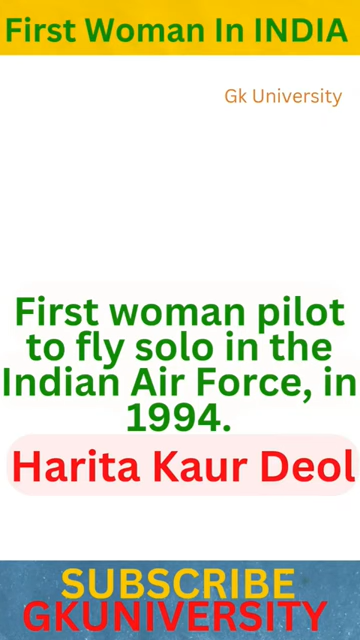 First Woman In INDIA
Gk University
First woman pilot
to fly solo in the
Indian Air Force, in
1994.
Harita Kaur Deol
SUBSCRIBE
GKUNIVERSITY